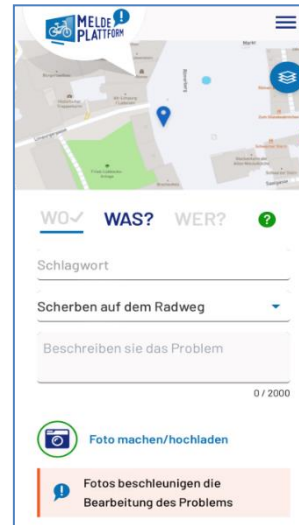 MELDE
PLATTFORM
Markt
WO✓ WAS? WER? ?
Schlagwort
Scherben auf dem Radweg
Beschreiben sie das Problem
0 / 2000
Foto machen/hochladen
Fotos beschleunigen die
Bearbeitung des Problems